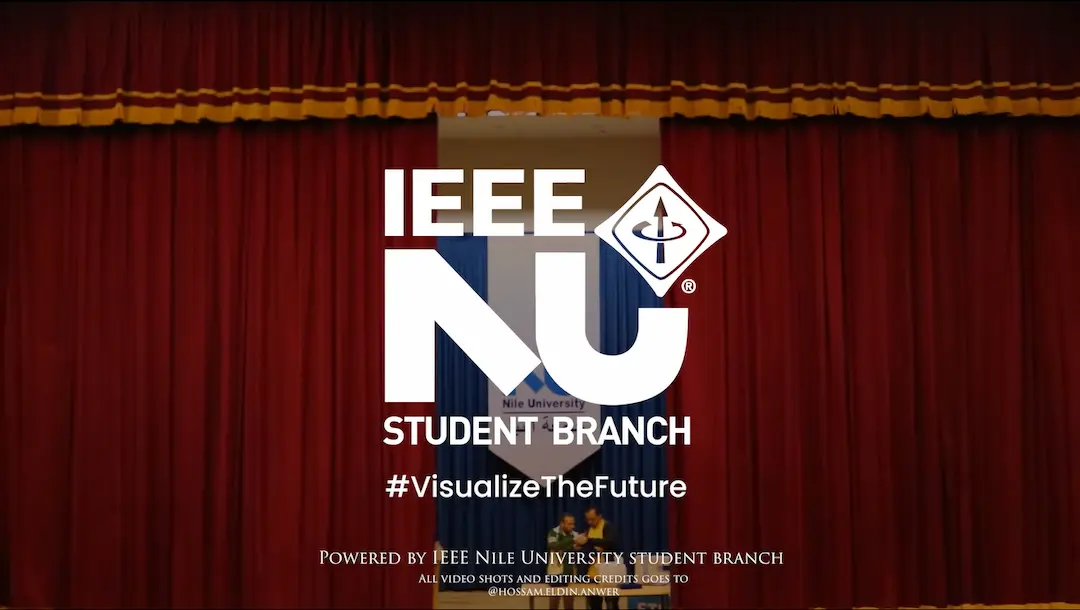 IEEE
NU
®
Nile University
STUDENT BRANCH
#VisualizeTheFuture
POWERED BY IEEE NILE UNIVERSITY STUDENT BRANCH
ALL VIDEO SHOTS AND EDITING CREDITS GOES TO
@HOSSAM.ELDIN.ANWER